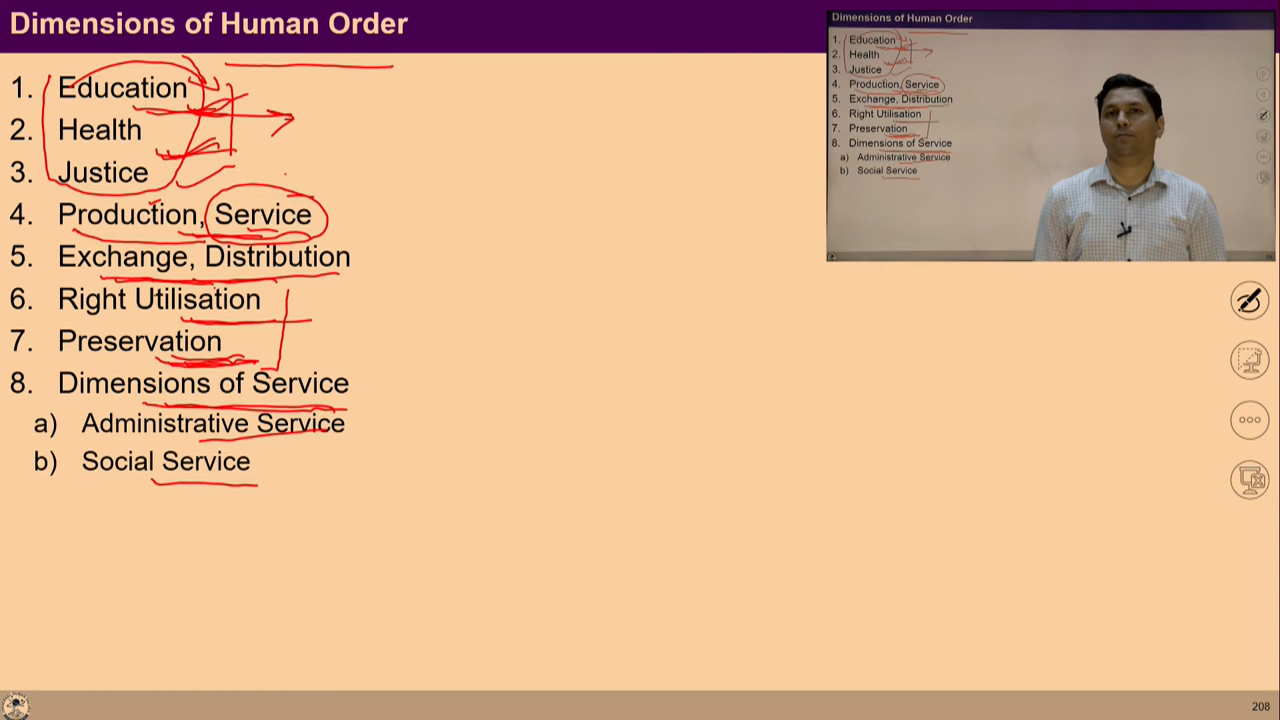 Dimensions of Human Order
1. Education
2. Health
3. Justice
4. Production, Service
5. Exchange, Distribution
6. Right Utilisation
7. Preservation
8. Dimensions of Service
a) Administrative Service
b) Social Service
Dimensions of Human Order
1. Education
2. Health
3. Justice
4. Production, Service
5. Exchange, Distribution
6. Right Utilisation
7. Preservation
8. Dimensions of Service
a) Administrative Service
b) Social Service
208